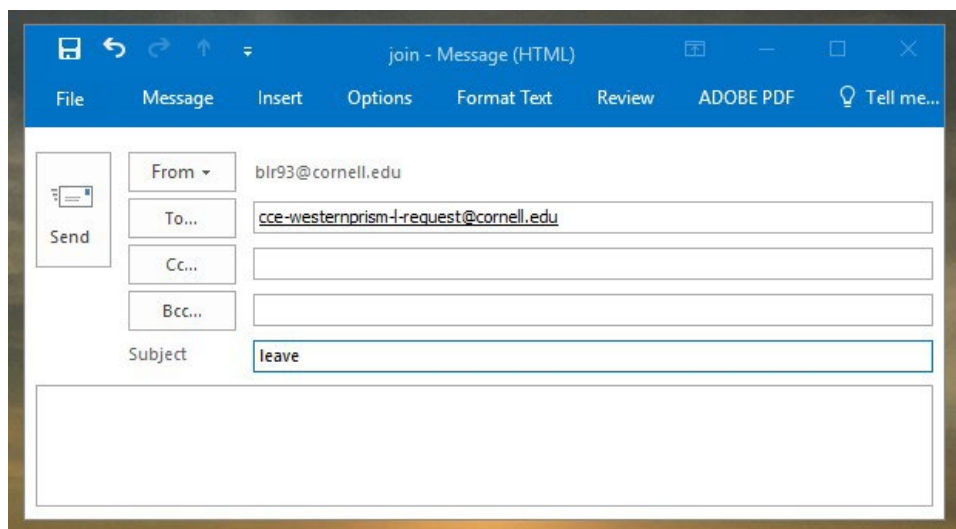 join - Message (HTML)
File Message Insert Options Format Text Review ADOBE PDF Tell me...
From blr93@cornell.edu
Send
To... cce-westernprism-l-request@cornell.edu
Cc...
Bcc...
Subject leave